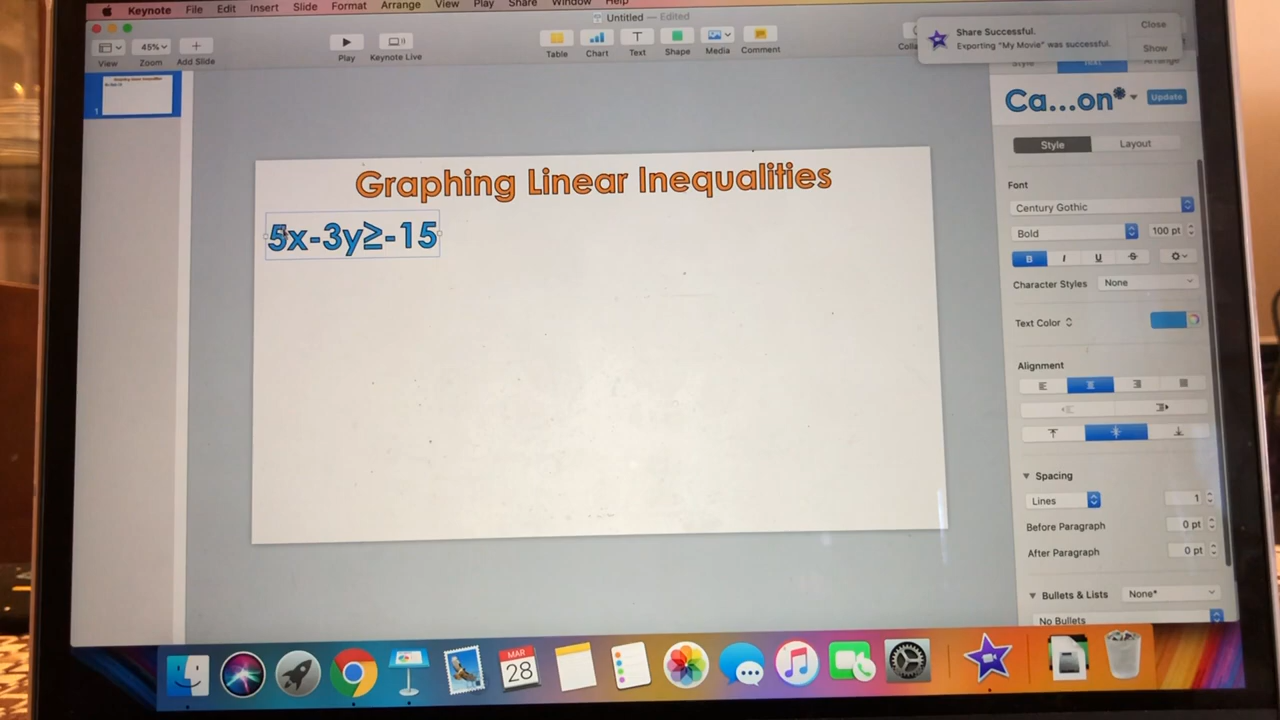 Keynote File Edit Insert Slide Format Arrange View Play Share Window Help
Untitled — Edited
45%
View Zoom Add Slide
Play Keynote Live
Table Chart Text Shape Media Comment
Share Successful.
Exporting "My Movie" was successful.
Close
Show
Ca...on*
Update
Style Layout
Graphing Linear Inequalities
5x-3y≥-15
1
Font
Century Gothic
Bold 100 pt
B I U S
Character Styles None
Text Color
Alignment
Spacing
Lines 1
Before Paragraph 0 pt
After Paragraph 0 pt
Bullets & Lists None*
No Bullets
MAR
28